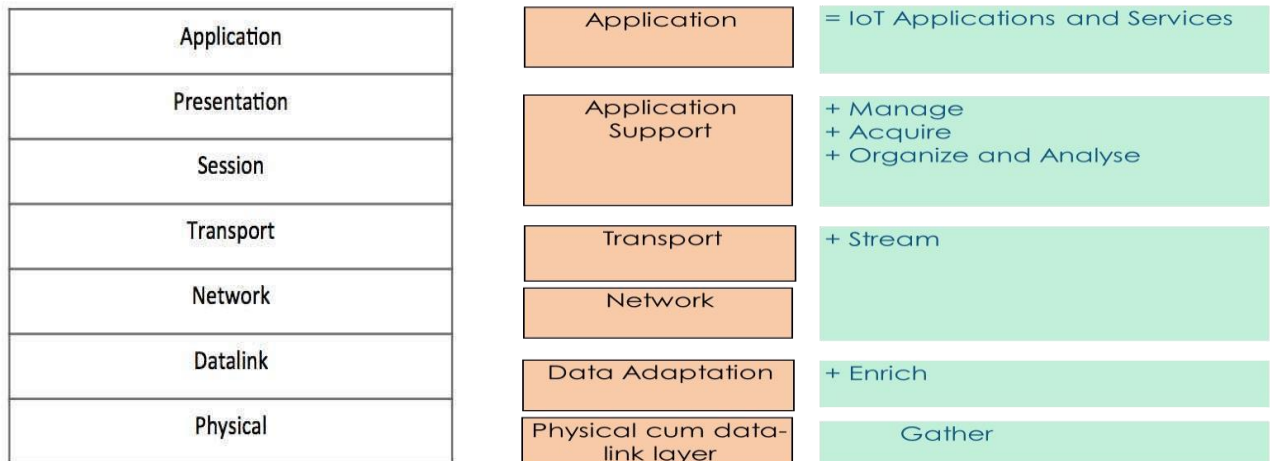 Application
Presentation
Session
Transport
Network
Datalink
Physical
Application
Application
Support
Transport
Network
Data Adaptation
Physical cum data-
link layer
= IoT Applications and Services
+ Manage
+ Acquire
+ Organize and Analyse
+ Stream
+ Enrich
Gather